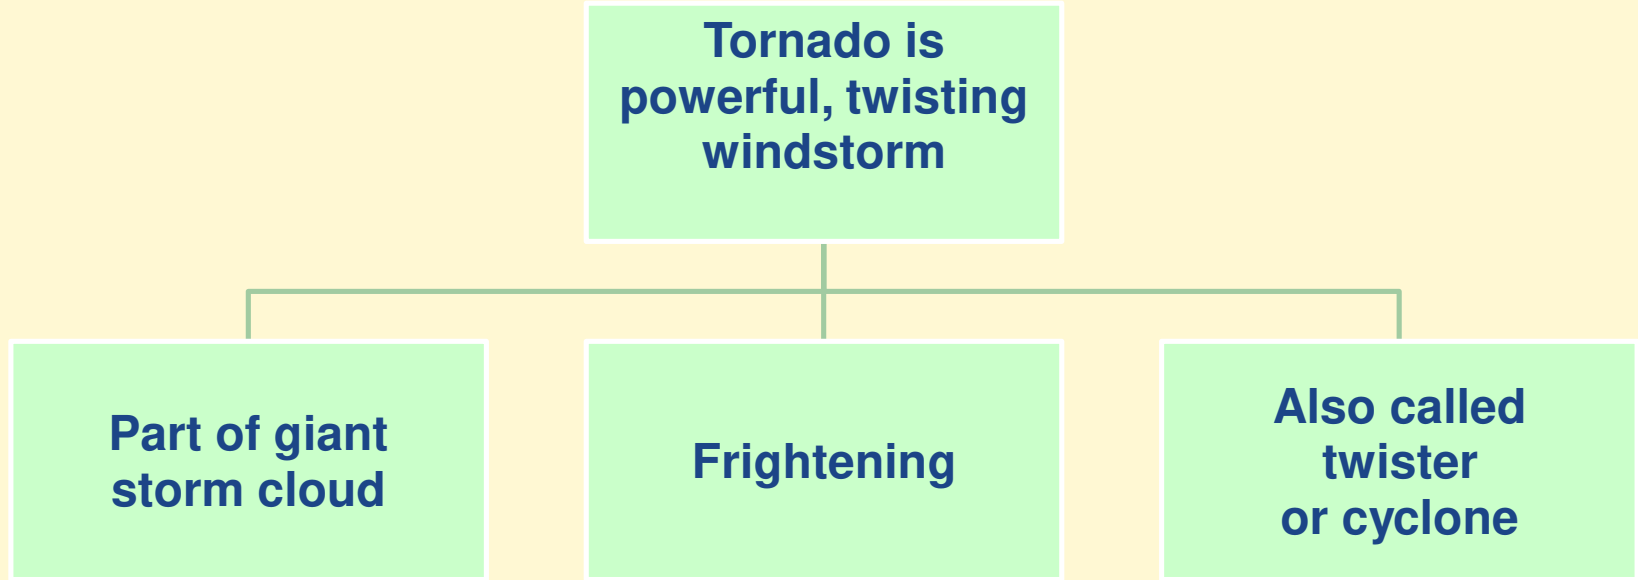 Tornado is
powerful, twisting
windstorm
Part of giant
storm cloud
Frightening
Also called
twister
or cyclone